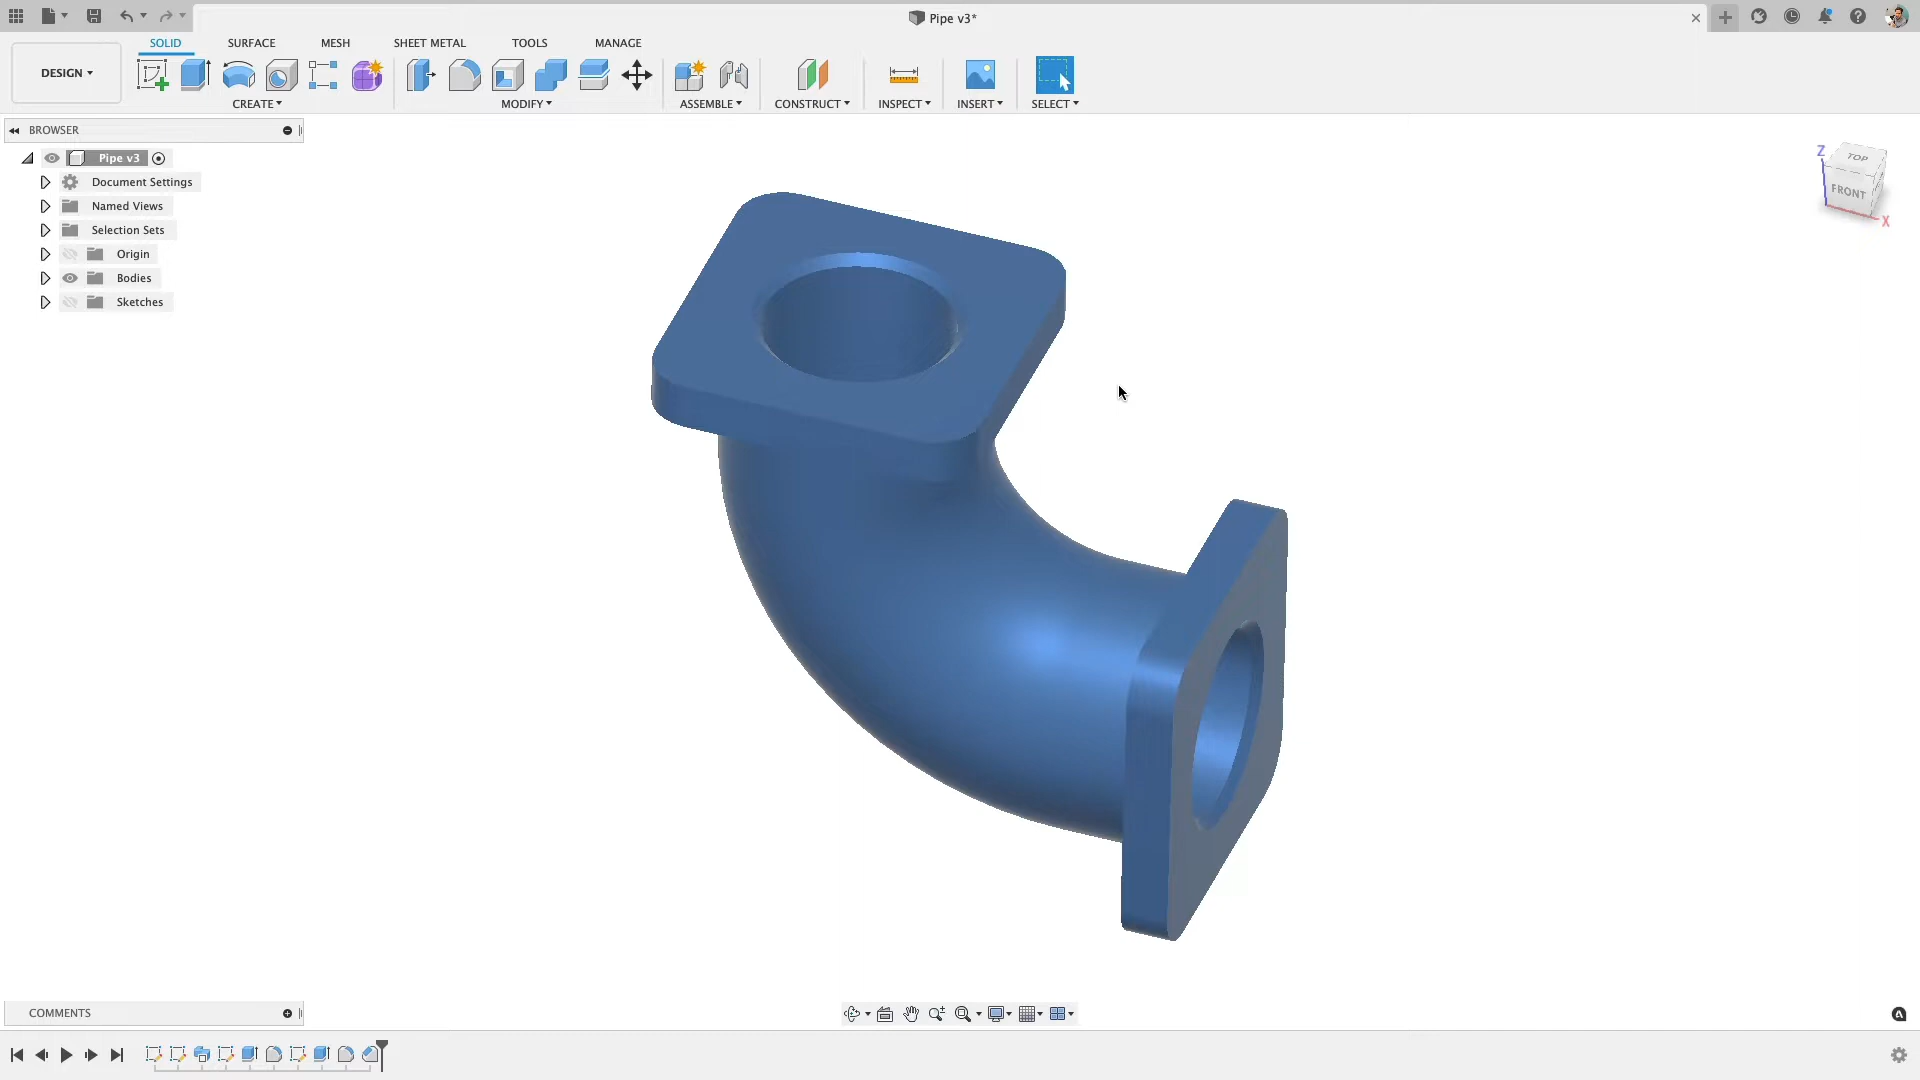 Pipe v3*
SOLID SURFACE MESH SHEET METAL TOOLS MANAGE
DESIGN
CREATE MODIFY ASSEMBLE CONSTRUCT INSPECT INSERT SELECT
BROWSER
Pipe v3
Document Settings
Named Views
Selection Sets
Origin
Bodies
Sketches
TOP
Z
FRONT
X
COMMENTS